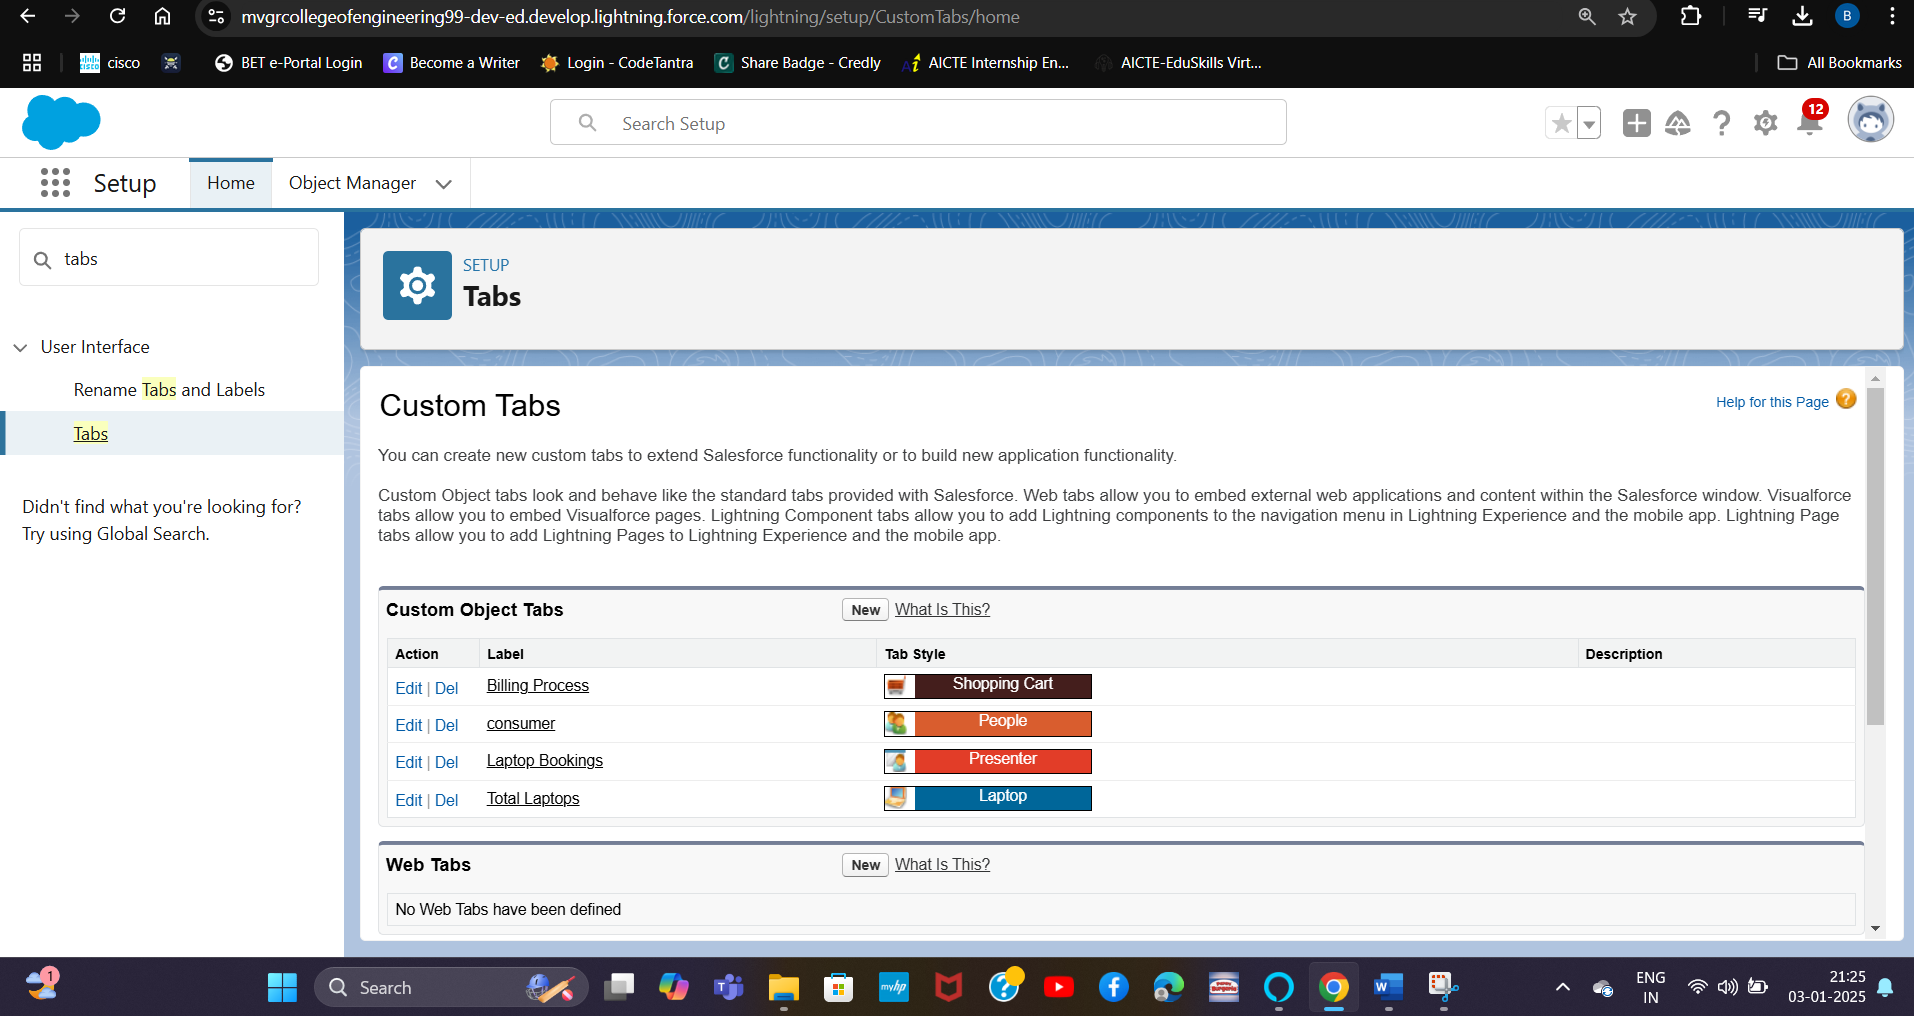 mvgrcollegeofengineering99-dev-ed.develop.lightning.force.com/lightning/setup/CustomTabs/home
B
cisco
BET e-Portal Login
Become a Writer
Login - CodeTantra
Share Badge - Credly
AICTE Internship En...
AICTE-EduSkills Virt...
All Bookmarks
Search Setup
12
Setup
Home
Object Manager
tabs
User Interface
Rename Tabs and Labels
Tabs
Didn't find what you're looking for?
Try using Global Search.
SETUP
Tabs
Custom Tabs
Help for this Page
You can create new custom tabs to extend Salesforce functionality or to build new application functionality.
Custom Object tabs look and behave like the standard tabs provided with Salesforce. Web tabs allow you to embed external web applications and content within the Salesforce window. Visualforce
tabs allow you to embed Visualforce pages. Lightning Component tabs allow you to add Lightning components to the navigation menu in Lightning Experience and the mobile app. Lightning Page
tabs allow you to add Lightning Pages to Lightning Experience and the mobile app.
Custom Object Tabs New What Is This?
Action Label Tab Style Description
Edit | Del Billing Process Shopping Cart
Edit | Del consumer People
Edit | Del Laptop Bookings Presenter
Edit | Del Total Laptops Laptop
Web Tabs New What Is This?
No Web Tabs have been defined
1
Search
myhp
ENG
IN
21:25
03-01-2025